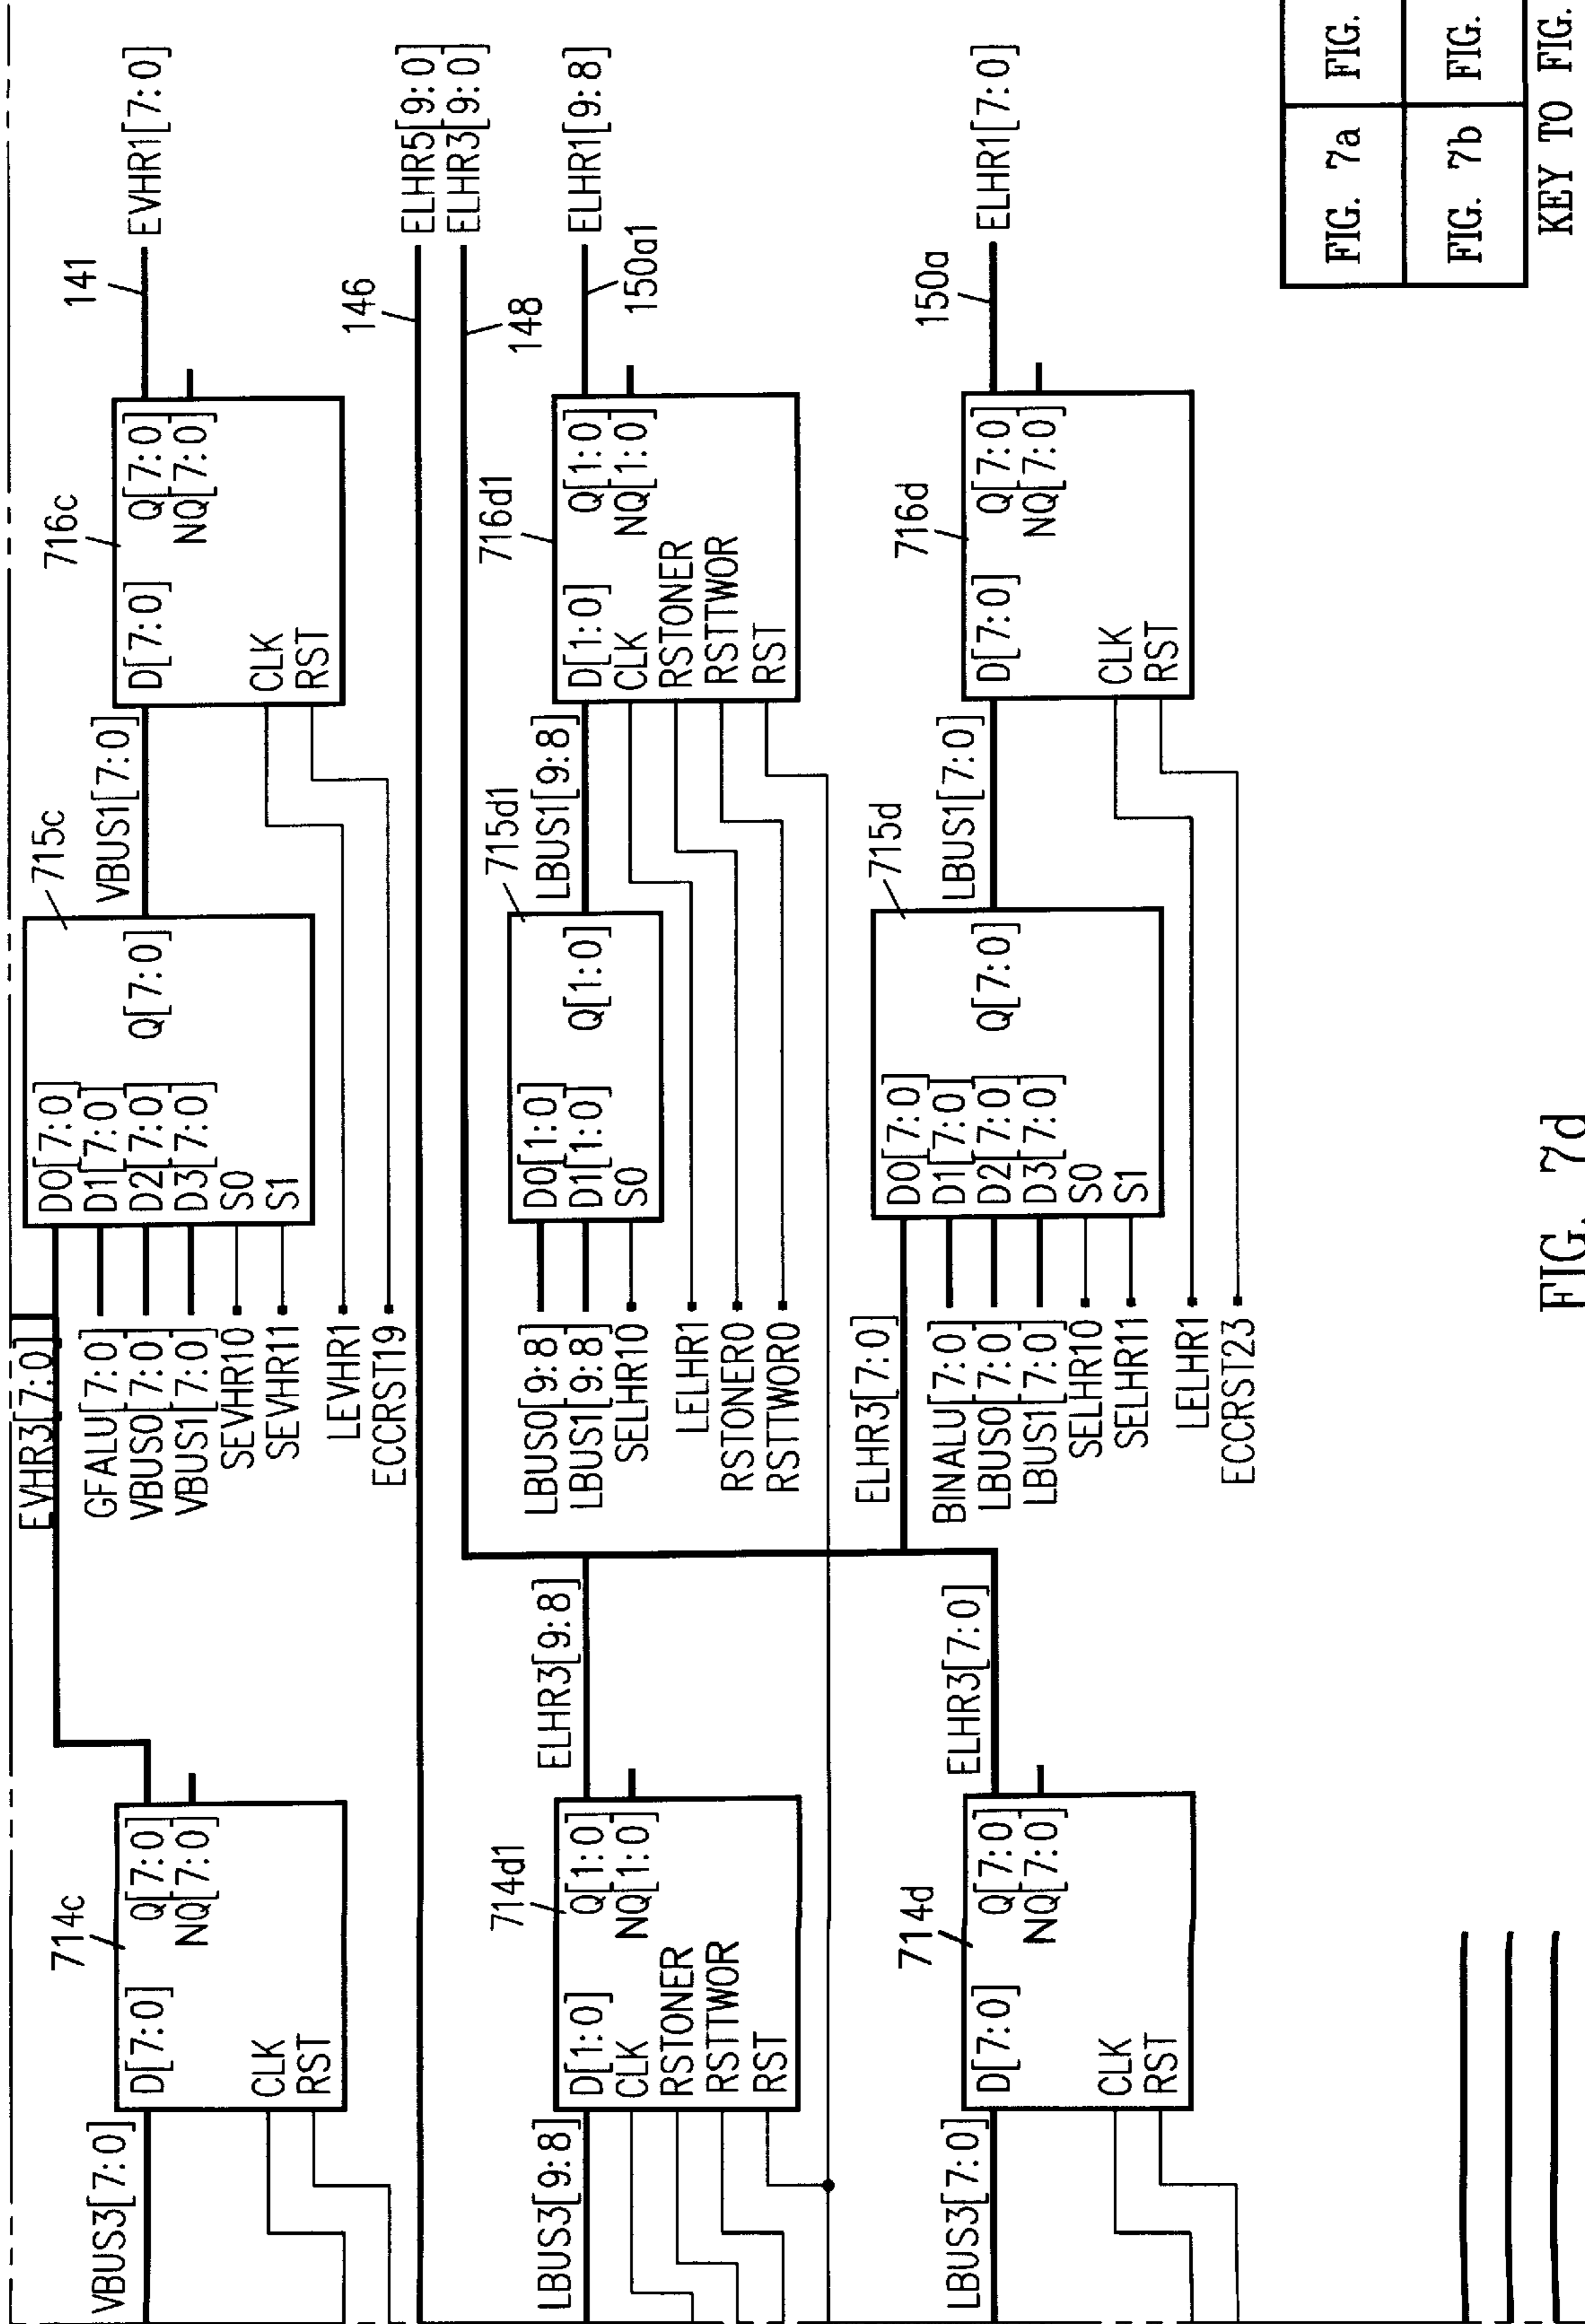 VBUS3[7:0]
714c
D[7:0]
Q[7:0]
NQ[7:0]
CLK
RST
EVHR3[7:0]
GFALU[7:0]
VBUS0[7:0]
VBUS1[7:0]
SEVHR10
SEVHR11
LEVHR1
ECCRST19
715c
D0[7:0]
D1[7:0]
D2[7:0]
D3[7:0]
S0
S1
Q[7:0]
VBUS1[7:0]
716c
D[7:0]
Q[7:0]
NQ[7:0]
CLK
RST
141
EVHR1[7:0]
146
ELHR5[9:0]
148
ELHR3[9:0]
LBUS3[9:8]
714d1
D[1:0]
Q[1:0]
NQ[1:0]
CLK
RSTONER
RSTTWOR
RST
ELHR3[9:8]
LBUS0[9:8]
LBUS1[9:8]
SELHR10
LELHR1
RSTONER0
RSTTWOR0
715d1
D0[1:0]
D1[1:0]
S0
Q[1:0]
LBUS1[9:8]
716d1
D[1:0]
Q[1:0]
NQ[1:0]
CLK
RSTONER
RSTTWOR
RST
150a1
ELHR1[9:8]
LBUS3[7:0]
714d
D[7:0]
Q[7:0]
NQ[7:0]
CLK
RST
ELHR3[7:0]
ELHR3[7:0]
BINALU[7:0]
LBUS0[7:0]
LBUS1[7:0]
SELHR10
SELHR11
LELHR1
ECCRST23
715d
D0[7:0]
D1[7:0]
D2[7:0]
D3[7:0]
S0
S1
Q[7:0]
LBUS1[7:0]
716d
D[7:0]
Q[7:0]
NQ[7:0]
CLK
RST
150a
ELHR1[7:0]
FIG. 7a FIG.
FIG. 7b FIG.
KEY TO FIG.
FIG. 7d